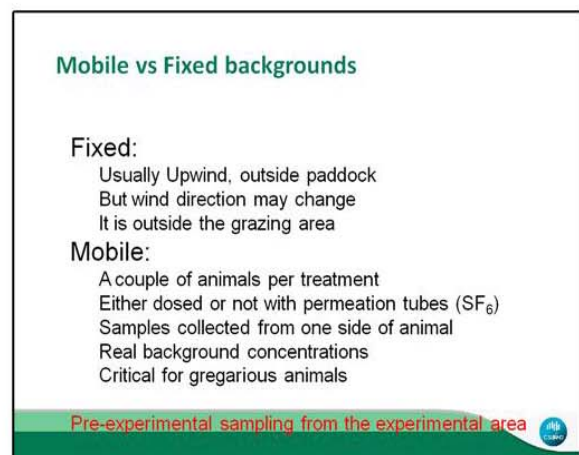 Mobile vs Fixed backgrounds
Fixed:
Usually Upwind, outside paddock
But wind direction may change
It is outside the grazing area
Mobile:
A couple of animals per treatment
Either dosed or not with permeation tubes (SF₆)
Samples collected from one side of animal
Real background concentrations
Critical for gregarious animals
Pre-experimental sampling from the experimental area
CSIRO